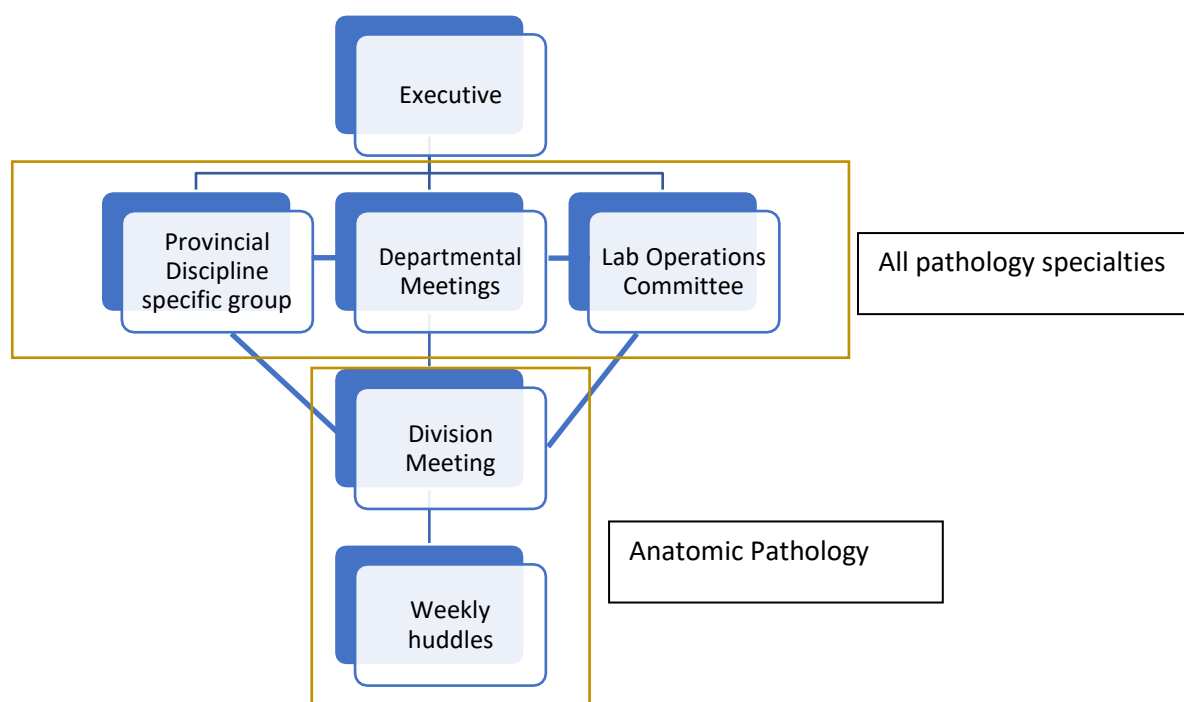 Executive
Provincial
Discipline
specific group
Departmental
Meetings
Lab Operations
Committee
All pathology specialties
Division
Meeting
Anatomic Pathology
Weekly
huddles